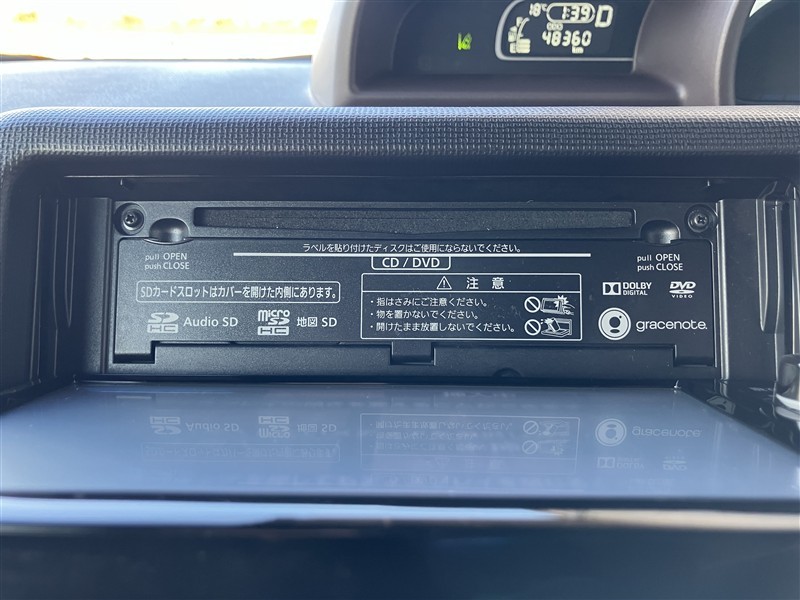 18℃ 1:39 D
ODO
48360
km
ラベルを貼り付けたディスクはご使用にならないでください。
CD / DVD
pull OPEN
push CLOSE
pull OPEN
push CLOSE
注 意
SDカードスロットはカバーを開けた内側にあります。
・指はさみにご注意ください。
・物を置かないでください。
・開けたまま放置しないでください。
DOLBY
DIGITAL
DVD
VIDEO
SD
HC
Audio SD
micro
SD
HC
地図 SD
gracenote.